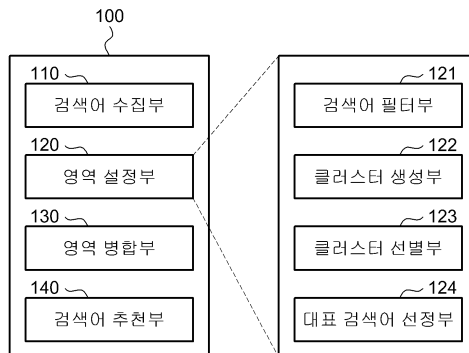 100
110
검색어 수집부
120
영역 설정부
130
영역 병합부
140
검색어 추천부
121
검색어 필터부
122
클러스터 생성부
123
클러스터 선별부
124
대표 검색어 선정부